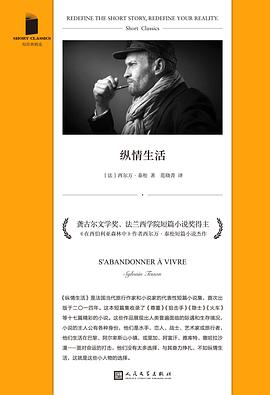 REDEFINE THE SHORT STORY, REDEFINE YOUR REALITY.
Short Classics
SHORT CLASSICS
短经典精选
纵情生活
〔法〕西尔万·泰松 著 范晓菁 译
龚古尔文学奖、法兰西学院短篇小说奖得主
《在西伯利亚森林中》作者西尔万·泰松短篇小说杰作
S'ABANDONNER À VIVRE
Sylvain Tesson
《纵情生活》是法国当代旅行作家和小说家的代表性短篇小说集，首次出
版于二〇一四年。这本短篇集收录了《尊重》《狙击手》《隐士》《火车》
等十七篇精彩的小说。这些作品展现出人类普遍面临的际遇和生存境况，
小说的主人公有各种身份，他们是水手、恋人、战士、艺术家或旅行者，
他们生活在巴黎、阿尔卑斯山小镇、或里加、阿富汗、雅库特、撒哈拉沙
漠……面对命运的打击，他们没有太多选择，与其奋力挣扎，不如纵情生
活，这就是这些小人物的选择。
人民文学出版社